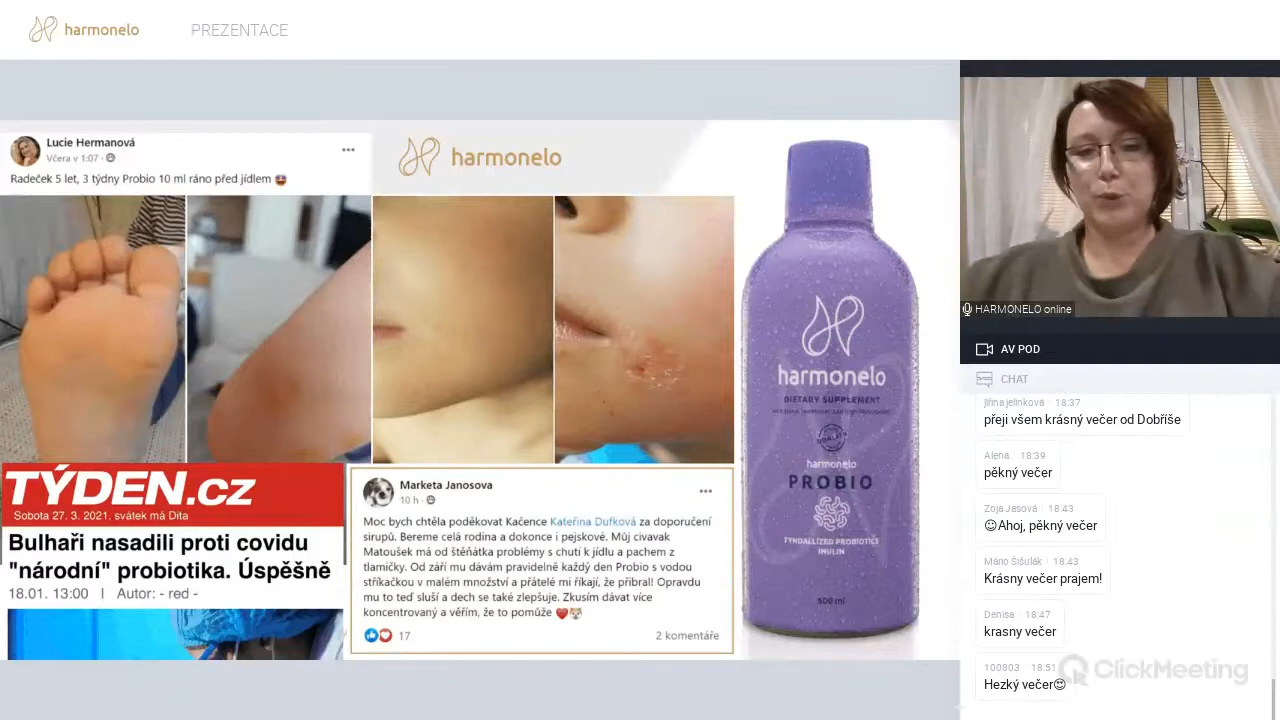 harmonelo
PREZENTACE
Lucie Hermanová
Včera v 1:07
Radeček 5 let, 3 týdny Probio 10 ml ráno před jídlem
harmonelo
TÝDEN.cz
Sobota 27. 3. 2021, svátek má Dita
Bulhaři nasadili proti covidu
"národní" probiotika. Úspěšně
18.01. 13:00 | Autor: - red -
Marketa Janosova
10 h
Moc bych chtěla poděkovat Kačence Kateřina Dufková za doporučení
sirupů. Bereme celá rodina a dokonce i pejskové. Můj civavak
Matoušek má od štěňátka problémy s chutí k jídlu a pachem z
tlamičky. Od září mu dávám pravidelně každý den Probio s vodou
stříkačkou v malém množství a přátelé mi říkají, že přibral! Opravdu
mu to teď sluší a dech se také zlepšuje. Zkusím dávat více
koncentrovaný a věřím, že to pomůže
17
2 komentáře
harmonelo
DIETARY SUPPLEMENT
harmonelo
PROBIO
TYNDALLIZED PROBIOTICS
INULIN
500 ml
HARMONELO online
AV POD
CHAT
jiřina jelínková 18:37
přeji všem krásný večer od Dobříše
Alena 18:39
pěkný večer
Zoja Jasová 18:43
Ahoj, pěkný večer
Mário Šišulák 18:43
Krásny večer prajem!
Denisa 18:47
krasny večer
100803 18:51
Hezký večer
ClickMeeting